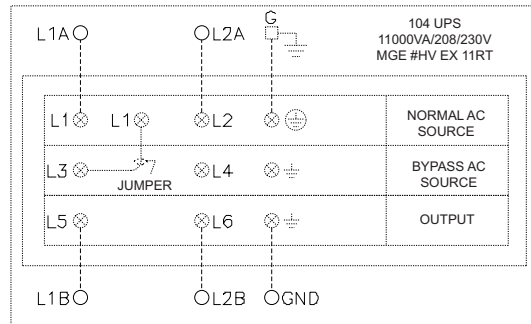 L1A
L2A
G
104 UPS
11000VA/208/230V
MGE #HV EX 11RT
L1
L1
L2
NORMAL AC
SOURCE
L3
JUMPER
L4
BYPASS AC
SOURCE
L5
L6
OUTPUT
L1B
L2B
GND